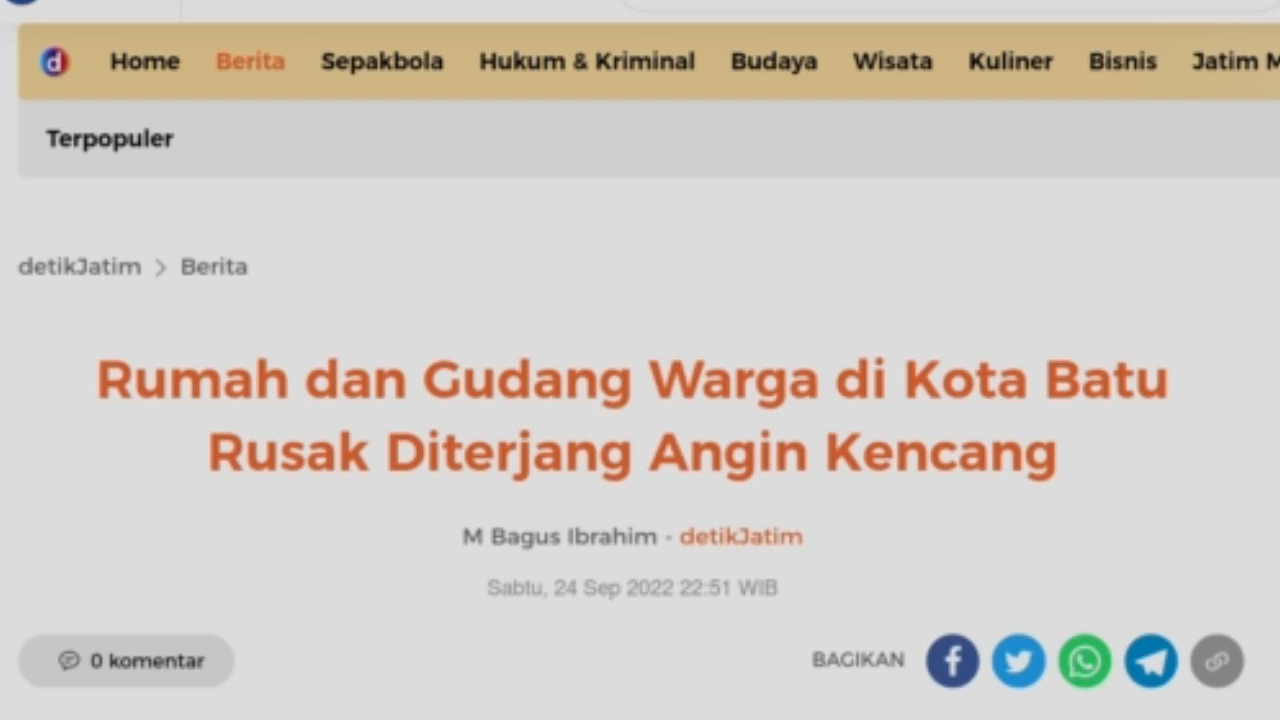 d Home Berita Sepakbola Hukum & Kriminal Budaya Wisata Kuliner Bisnis Jatim
Terpopuler
detikJatim > Berita
Rumah dan Gudang Warga di Kota Batu
Rusak Diterjang Angin Kencang
M Bagus Ibrahim - detikJatim
Sabtu, 24 Sep 2022 22:51 WIB
0 komentar
BAGIKAN